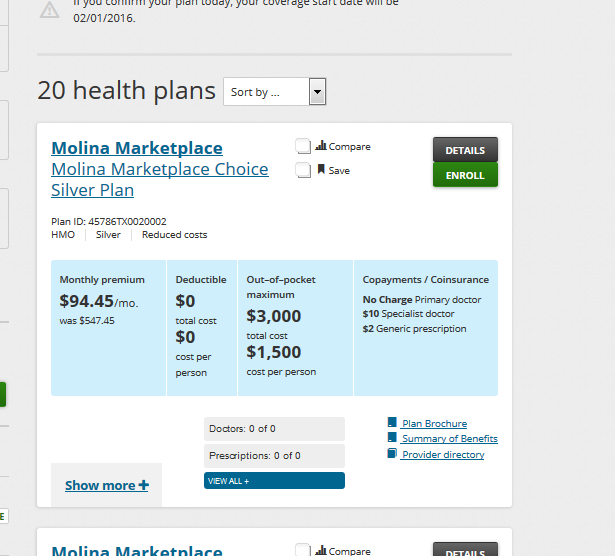 If you confirm your plan today, your coverage start date will be
02/01/2016.
20 health plans
Sort by ...
Molina Marketplace
Molina Marketplace Choice
Silver Plan
Compare
Save
DETAILS
ENROLL
Plan ID: 45786TX0020002
HMO Silver Reduced costs
Monthly premium
$94.45/mo.
was $547.45
Deductible
$0
total cost
$0
cost per
person
Out-of-pocket
maximum
$3,000
total cost
$1,500
cost per person
Copayments / Coinsurance
No Charge Primary doctor
$10 Specialist doctor
$2 Generic prescription
Doctors: 0 of 0
Prescriptions: 0 of 0
VIEW ALL +
Plan Brochure
Summary of Benefits
Provider directory
Show more +
E
Molina Marketplace
Compare
DETAILS